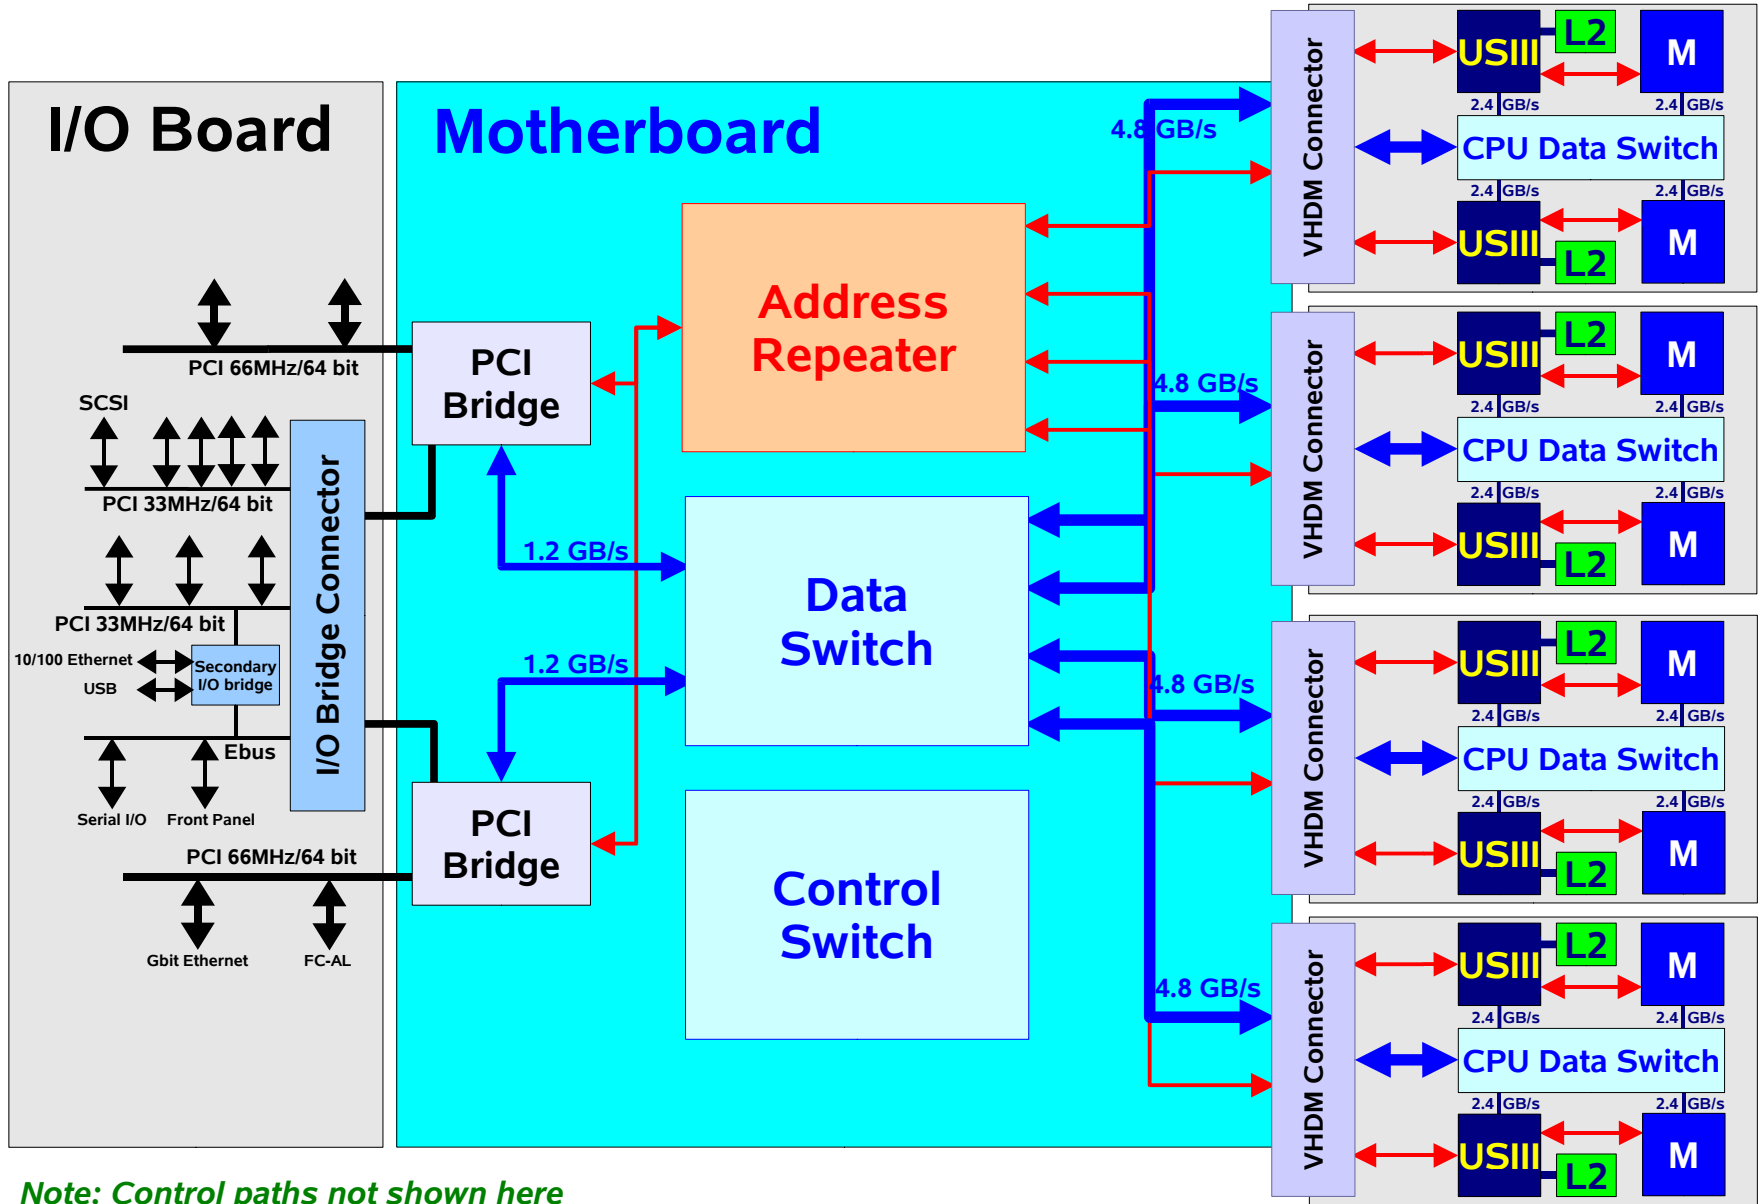 I/O Board
PCI 66MHz/64 bit
SCSI
PCI 33MHz/64 bit
PCI 33MHz/64 bit
10/100 Ethernet
USB
Secondary
I/O bridge
Ebus
Serial I/O
Front Panel
PCI 66MHz/64 bit
Gbit Ethernet
FC-AL
I/O Bridge Connector
Motherboard
PCI
Bridge
1.2 GB/s
1.2 GB/s
PCI
Bridge
Address
Repeater
Data
Switch
Control
Switch
4.8 GB/s
4.8 GB/s
4.8 GB/s
4.8 GB/s
VHDM Connector
USIII
L2
M
2.4 GB/s
2.4 GB/s
CPU Data Switch
2.4 GB/s
2.4 GB/s
USIII
L2
M
VHDM Connector
USIII
L2
M
2.4 GB/s
2.4 GB/s
CPU Data Switch
2.4 GB/s
2.4 GB/s
USIII
L2
M
VHDM Connector
USIII
L2
M
2.4 GB/s
2.4 GB/s
CPU Data Switch
2.4 GB/s
2.4 GB/s
USIII
L2
M
VHDM Connector
USIII
L2
M
2.4 GB/s
2.4 GB/s
CPU Data Switch
2.4 GB/s
2.4 GB/s
USIII
L2
M
Note: Control paths not shown here